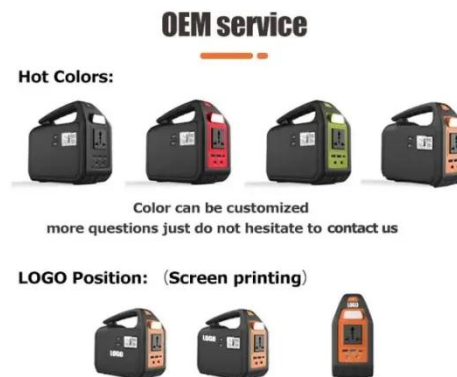 OEM service
Hot Colors:
Color can be customized
more questions just do not hesitate to contact us
LOGO Position: (Screen printing)
LOGO
LOGO
LOGO